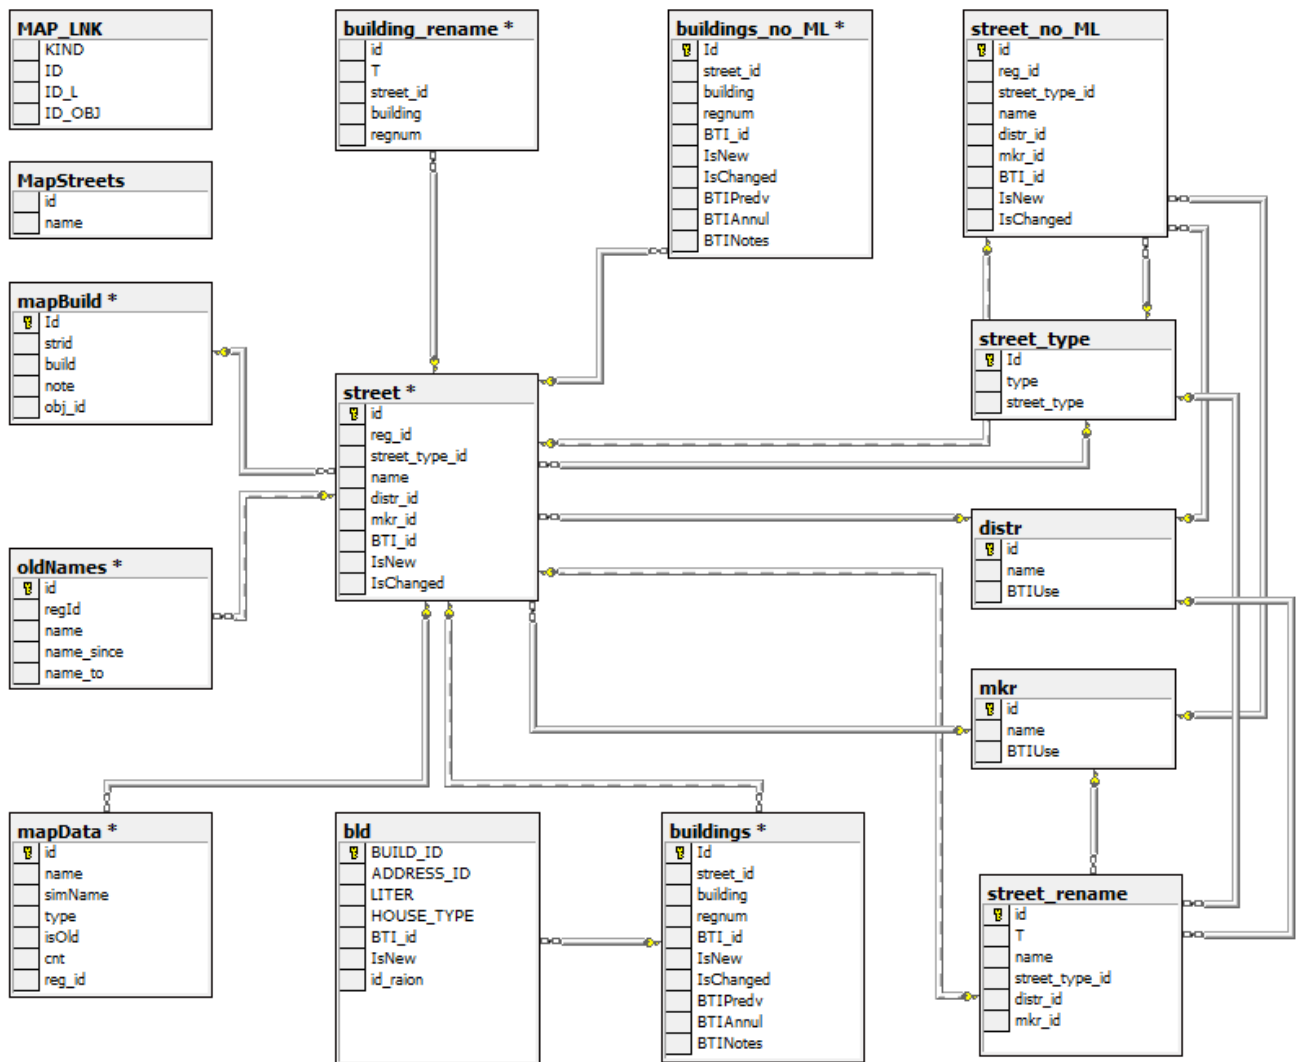 MAP_LNK
KIND
ID
ID_L
ID_OBJ
building_rename *
id
T
street_id
building
regnum
buildings_no_ML *
Id
street_id
building
regnum
BTI_id
IsNew
IsChanged
BTIPredv
BTIAnnul
BTINotes
street_no_ML
id
reg_id
street_type_id
name
distr_id
mkr_id
BTI_id
IsNew
IsChanged
MapStreets
id
name
mapBuild *
Id
strid
build
note
obj_id
street_type
Id
type
street_type
street *
id
reg_id
street_type_id
name
distr_id
mkr_id
BTI_id
IsNew
IsChanged
distr
id
name
BTIUse
oldNames *
id
regId
name
name_since
name_to
mkr
id
name
BTIUse
mapData *
id
name
simName
type
isOld
cnt
reg_id
bld
BUILD_ID
ADDRESS_ID
LITER
HOUSE_TYPE
BTI_id
IsNew
id_raion
buildings *
Id
street_id
building
regnum
BTI_id
IsNew
IsChanged
BTIPredv
BTIAnnul
BTINotes
street_rename
id
T
name
street_type_id
distr_id
mkr_id